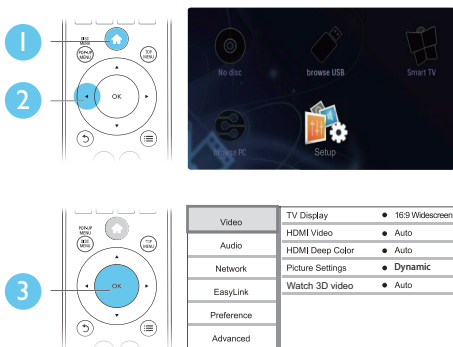 1
DISC MENU
POP-UP MENU
TOP MENU
2
OK
No disc
browse USB
Smart TV
browse PC
Setup
POP-UP MENU
DISC MENU
TOP MENU
3
OK
Video
Audio
Network
EasyLink
Preference
Advanced
TV Display ● 16:9 Widescreen
HDMI Video ● Auto
HDMI Deep Color ● Auto
Picture Settings ● Dynamic
Watch 3D video ● Auto